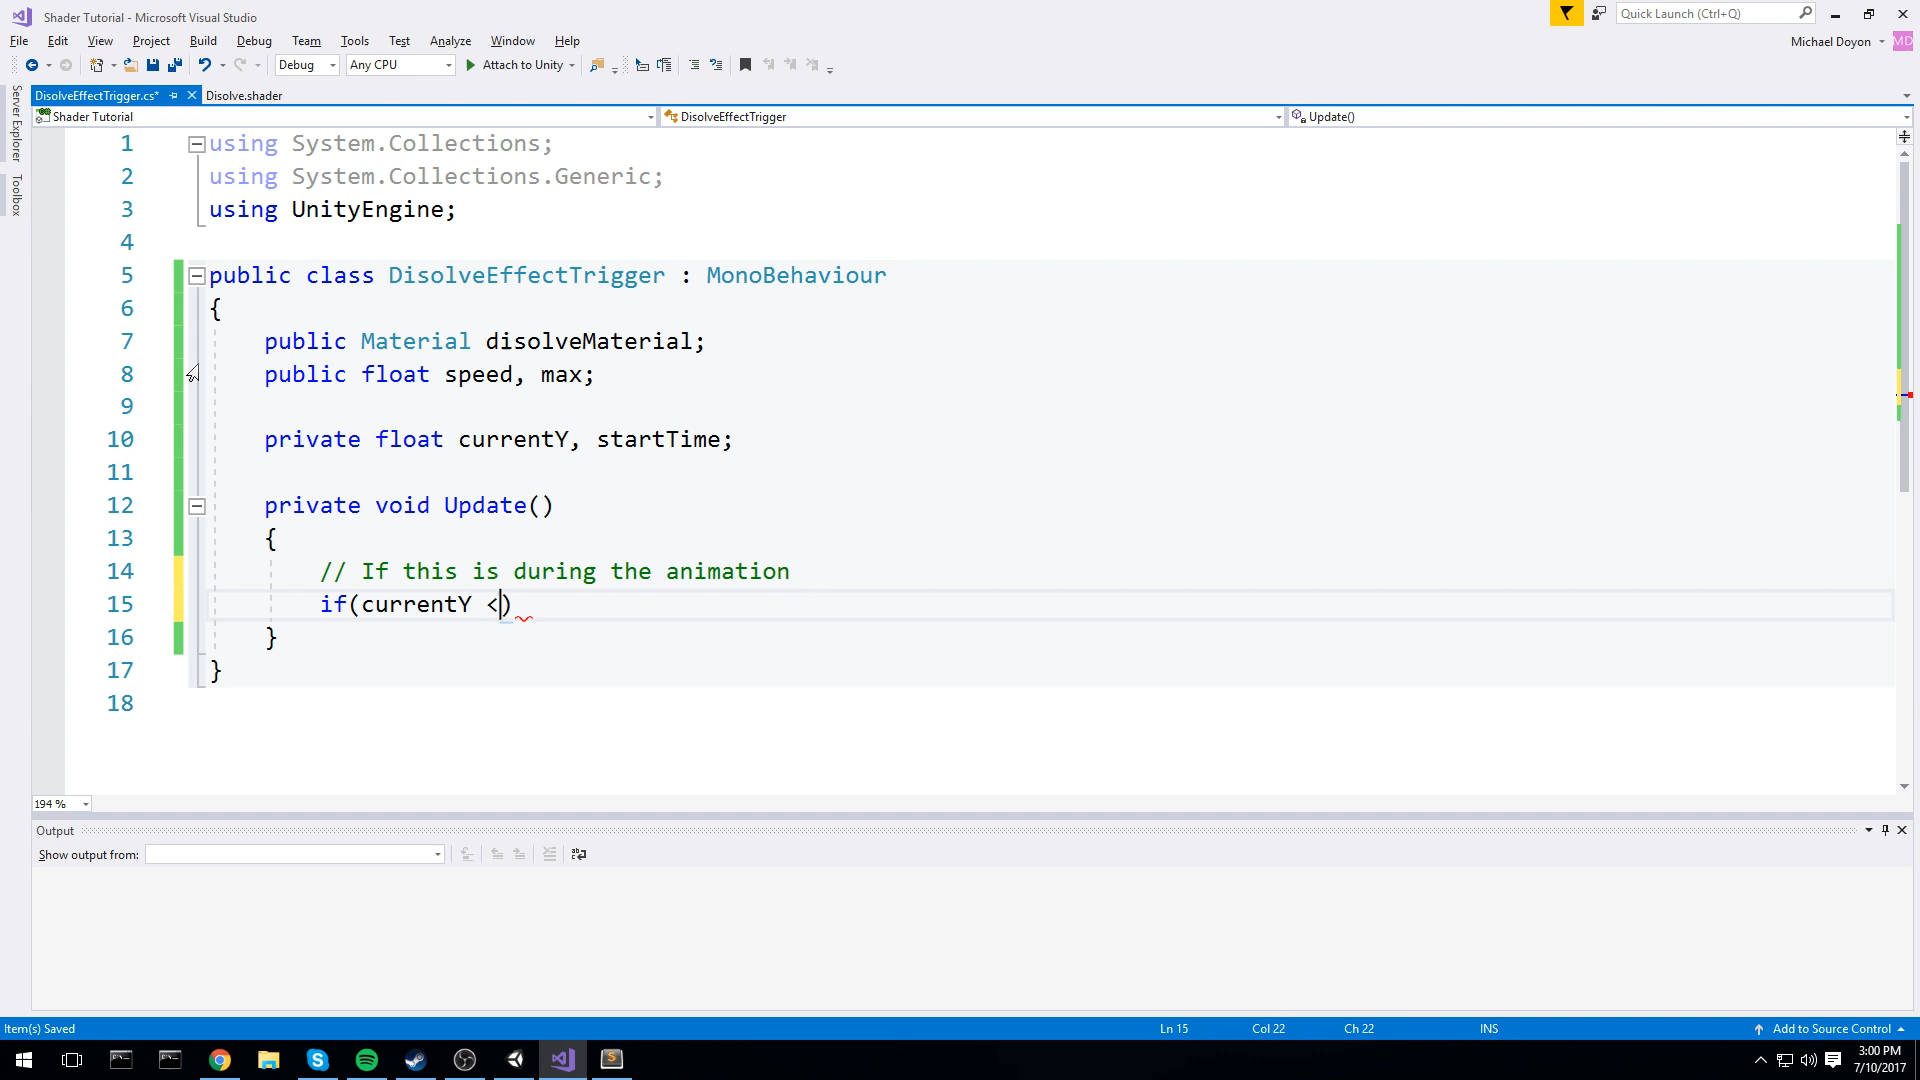 Shader Tutorial - Microsoft Visual Studio
Quick Launch (Ctrl+Q)
File Edit View Project Build Debug Team Tools Test Analyze Window Help
Michael Doyon
MD
Debug
Any CPU
Attach to Unity
Server Explorer
Toolbox
DisolveEffectTrigger.cs*
Disolve.shader
Shader Tutorial
DisolveEffectTrigger
Update()
1 using System.Collections;
2 using System.Collections.Generic;
3 using UnityEngine;
4
5 public class DisolveEffectTrigger : MonoBehaviour
6 {
7 public Material disolveMaterial;
8 public float speed, max;
9
10 private float currentY, startTime;
11
12 private void Update()
13 {
14 // If this is during the animation
15 if(currentY <)
16 }
17 }
18
194 %
Output
Show output from:
Item(s) Saved
Ln 15
Col 22
Ch 22
INS
Add to Source Control
3:00 PM
7/10/2017